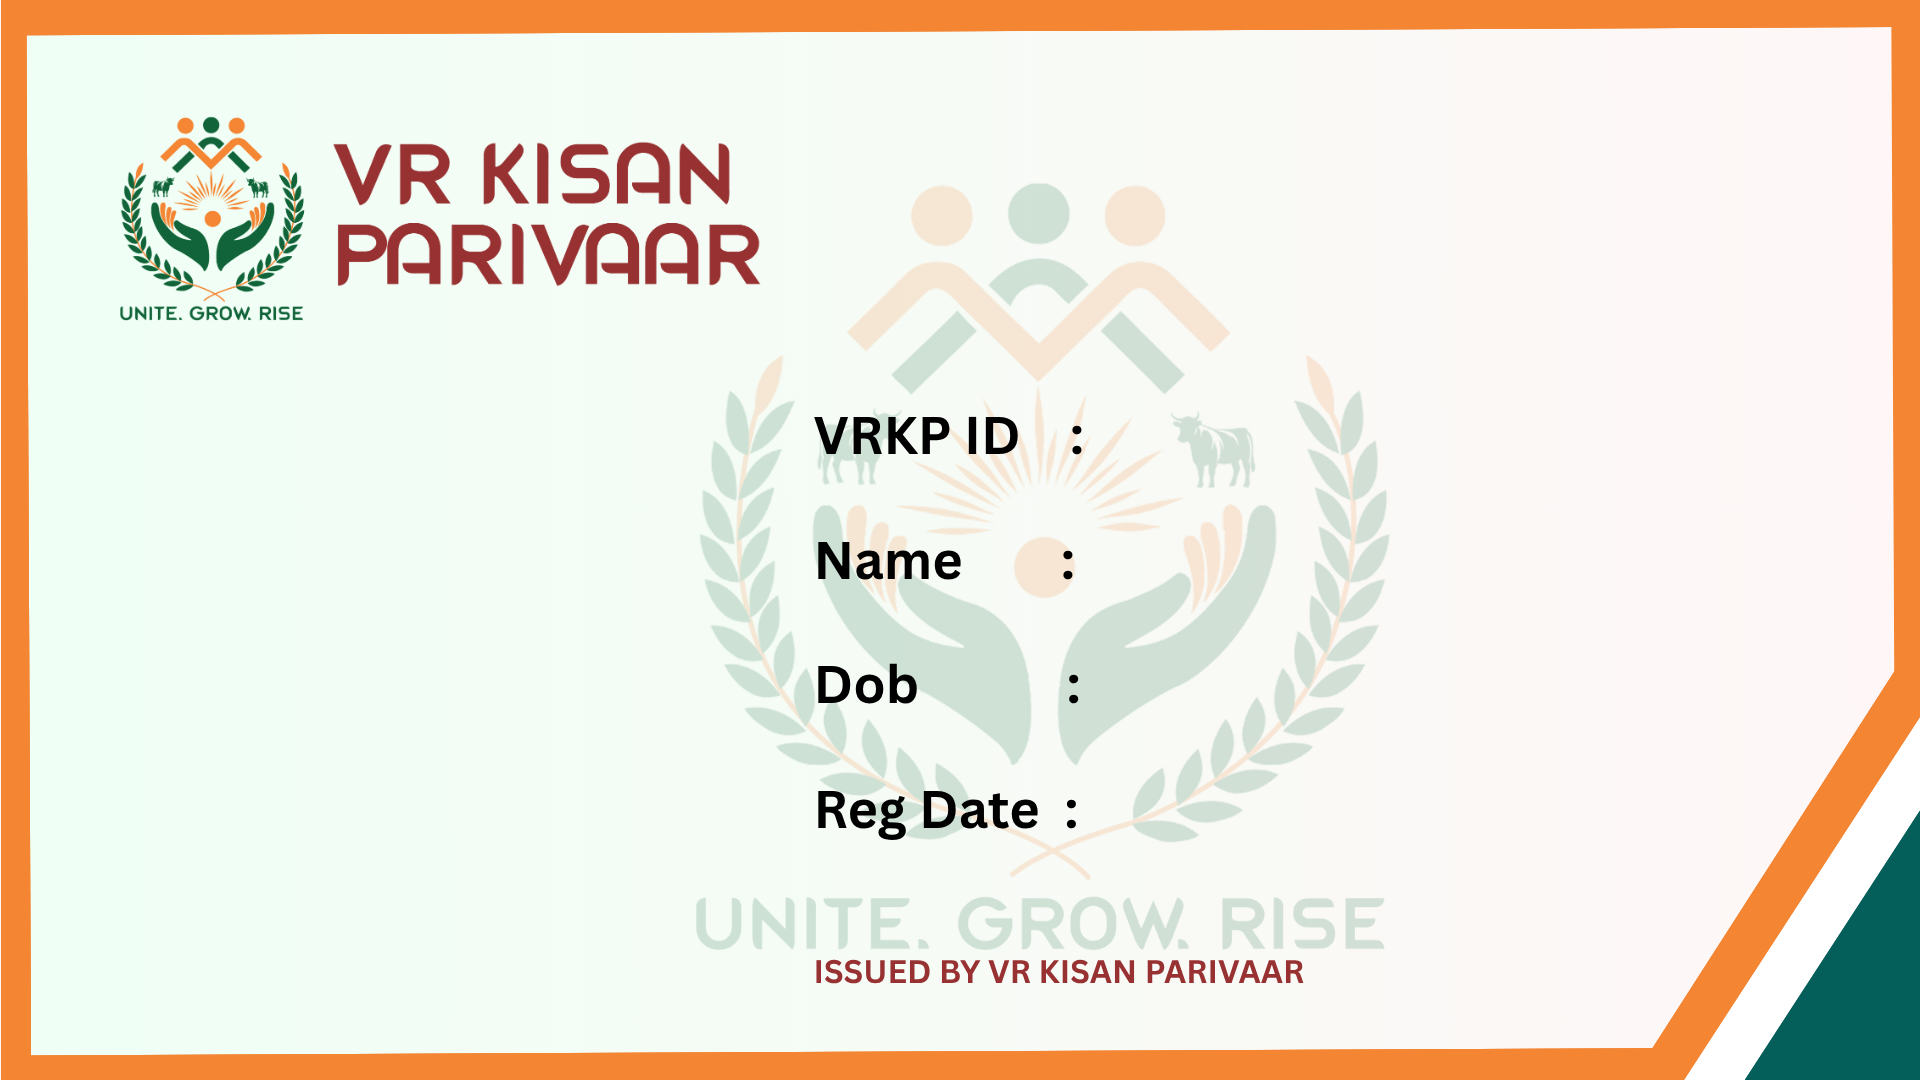 VR KISAN
PARIVAAR
UNITE. GROW. RISE
VRKP ID :
Name :
Dob :
Reg Date :
UNITE. GROW. RISE
ISSUED BY VR KISAN PARIVAAR